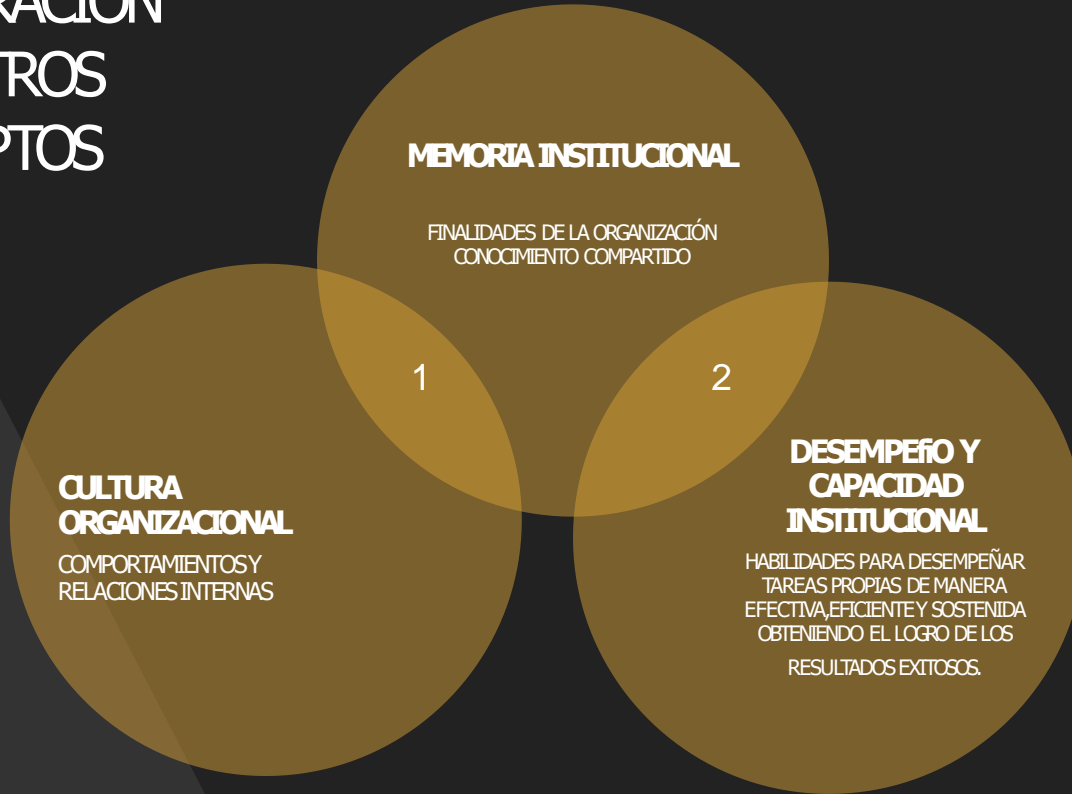 RACIÓN
TROS
PTOS
MEMORIA INSTITUCIONAL
FINALIDADES DE LA ORGANIZACIÓN
CONOCIMIENTO COMPARTIDO
1
2
CULTURA
ORGANIZACIONAL
COMPORTAMIENTOS Y
RELACIONES INTERNAS
DESEMPEfiO Y
CAPACIDAD
INSTITUCIONAL
HABILIDADES PARA DESEMPEÑAR
TAREAS PROPIAS DE MANERA
EFECTIVA,EFICIENTE Y SOSTENIDA
OBTENIENDO EL LOGRO DE LOS
RESULTADOS EXITOSOS.